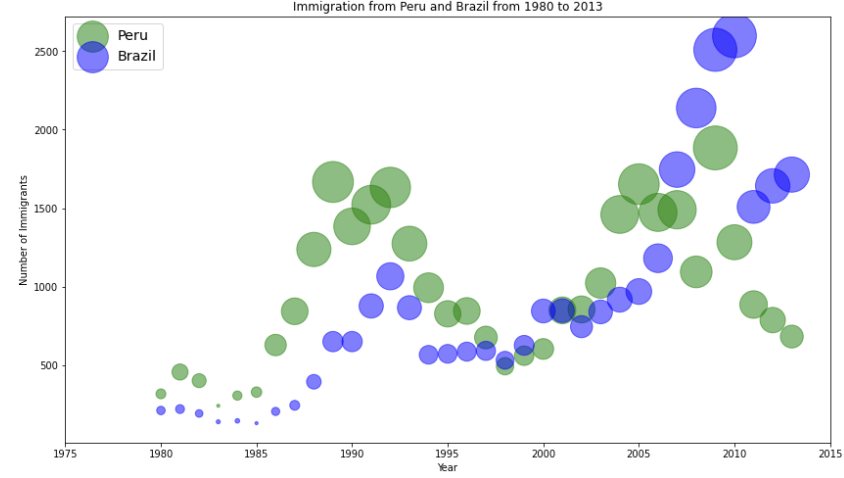 Immigration from Peru and Brazil from 1980 to 2013
Peru
Brazil
2500
2000
1500
1000
500
Number of Immigrants
1975 1980 1985 1990 1995 2000 2005 2010 2015
Year